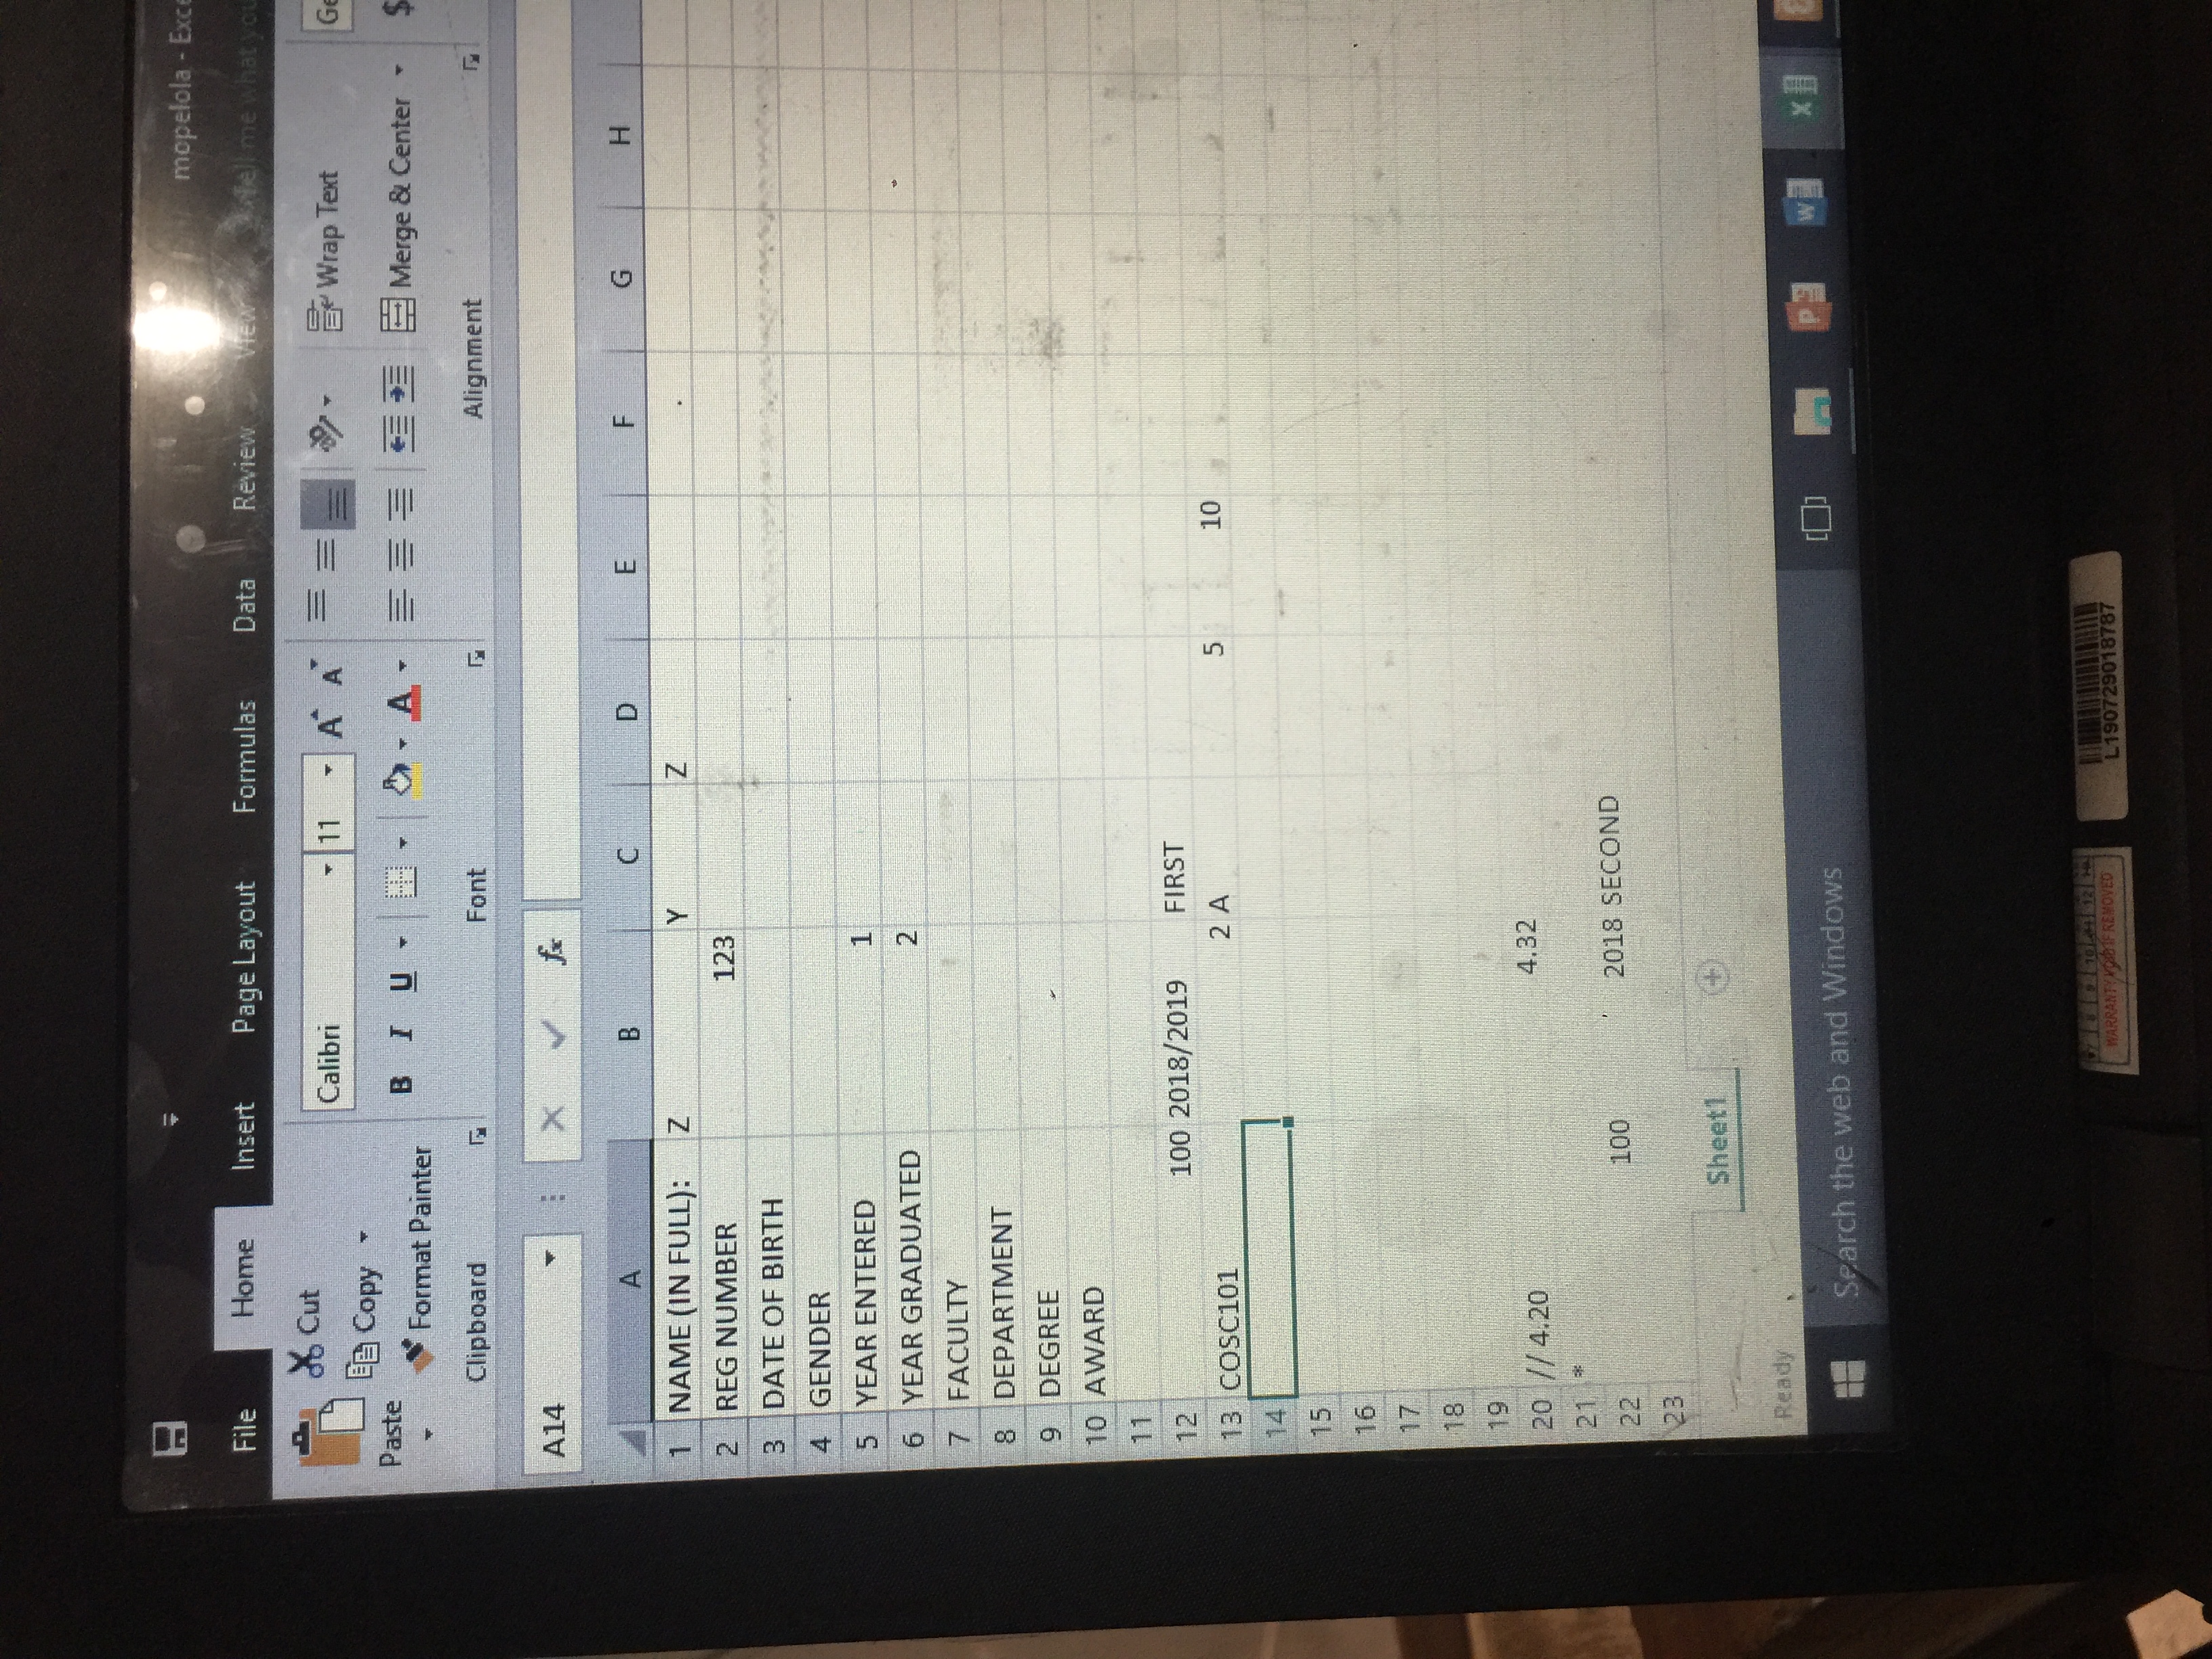 mopelola - Exce
File Home Insert Page Layout Formulas Data Review View Tell me what you
Cut
Copy
Format Painter
Paste
Clipboard
Calibri 11 A A
B I U A
Font
Wrap Text
Merge & Center
Alignment
Ge
$
A14 fx
A B C D E F G H
1 NAME (IN FULL): Z Y Z
2 REG NUMBER 123
3 DATE OF BIRTH
4 GENDER
5 YEAR ENTERED 1
6 YEAR GRADUATED 2
7 FACULTY
8 DEPARTMENT
9 DEGREE
10 AWARD
11
12 100 2018/2019 FIRST
13 COSC101 2 A 5 10
14
15
16
17
18
19
20 // 4.20 4.32
21 *
22 100 2018 SECOND
23
Sheet1
Ready
Search the web and Windows
WARRANTY VOID IF REMOVED
L190729018787